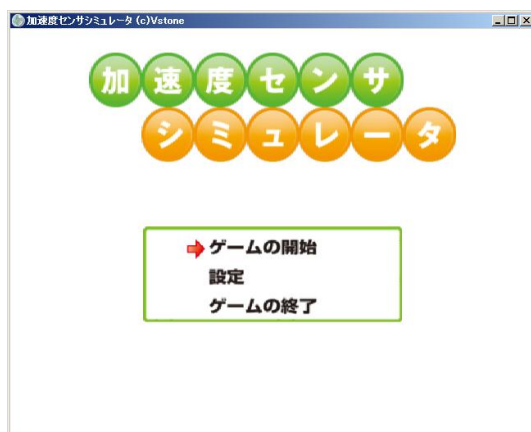 加速度センサシミュレータ (c)Vstone
加速度センサ
シミュレータ
ゲームの開始
設定
ゲームの終了